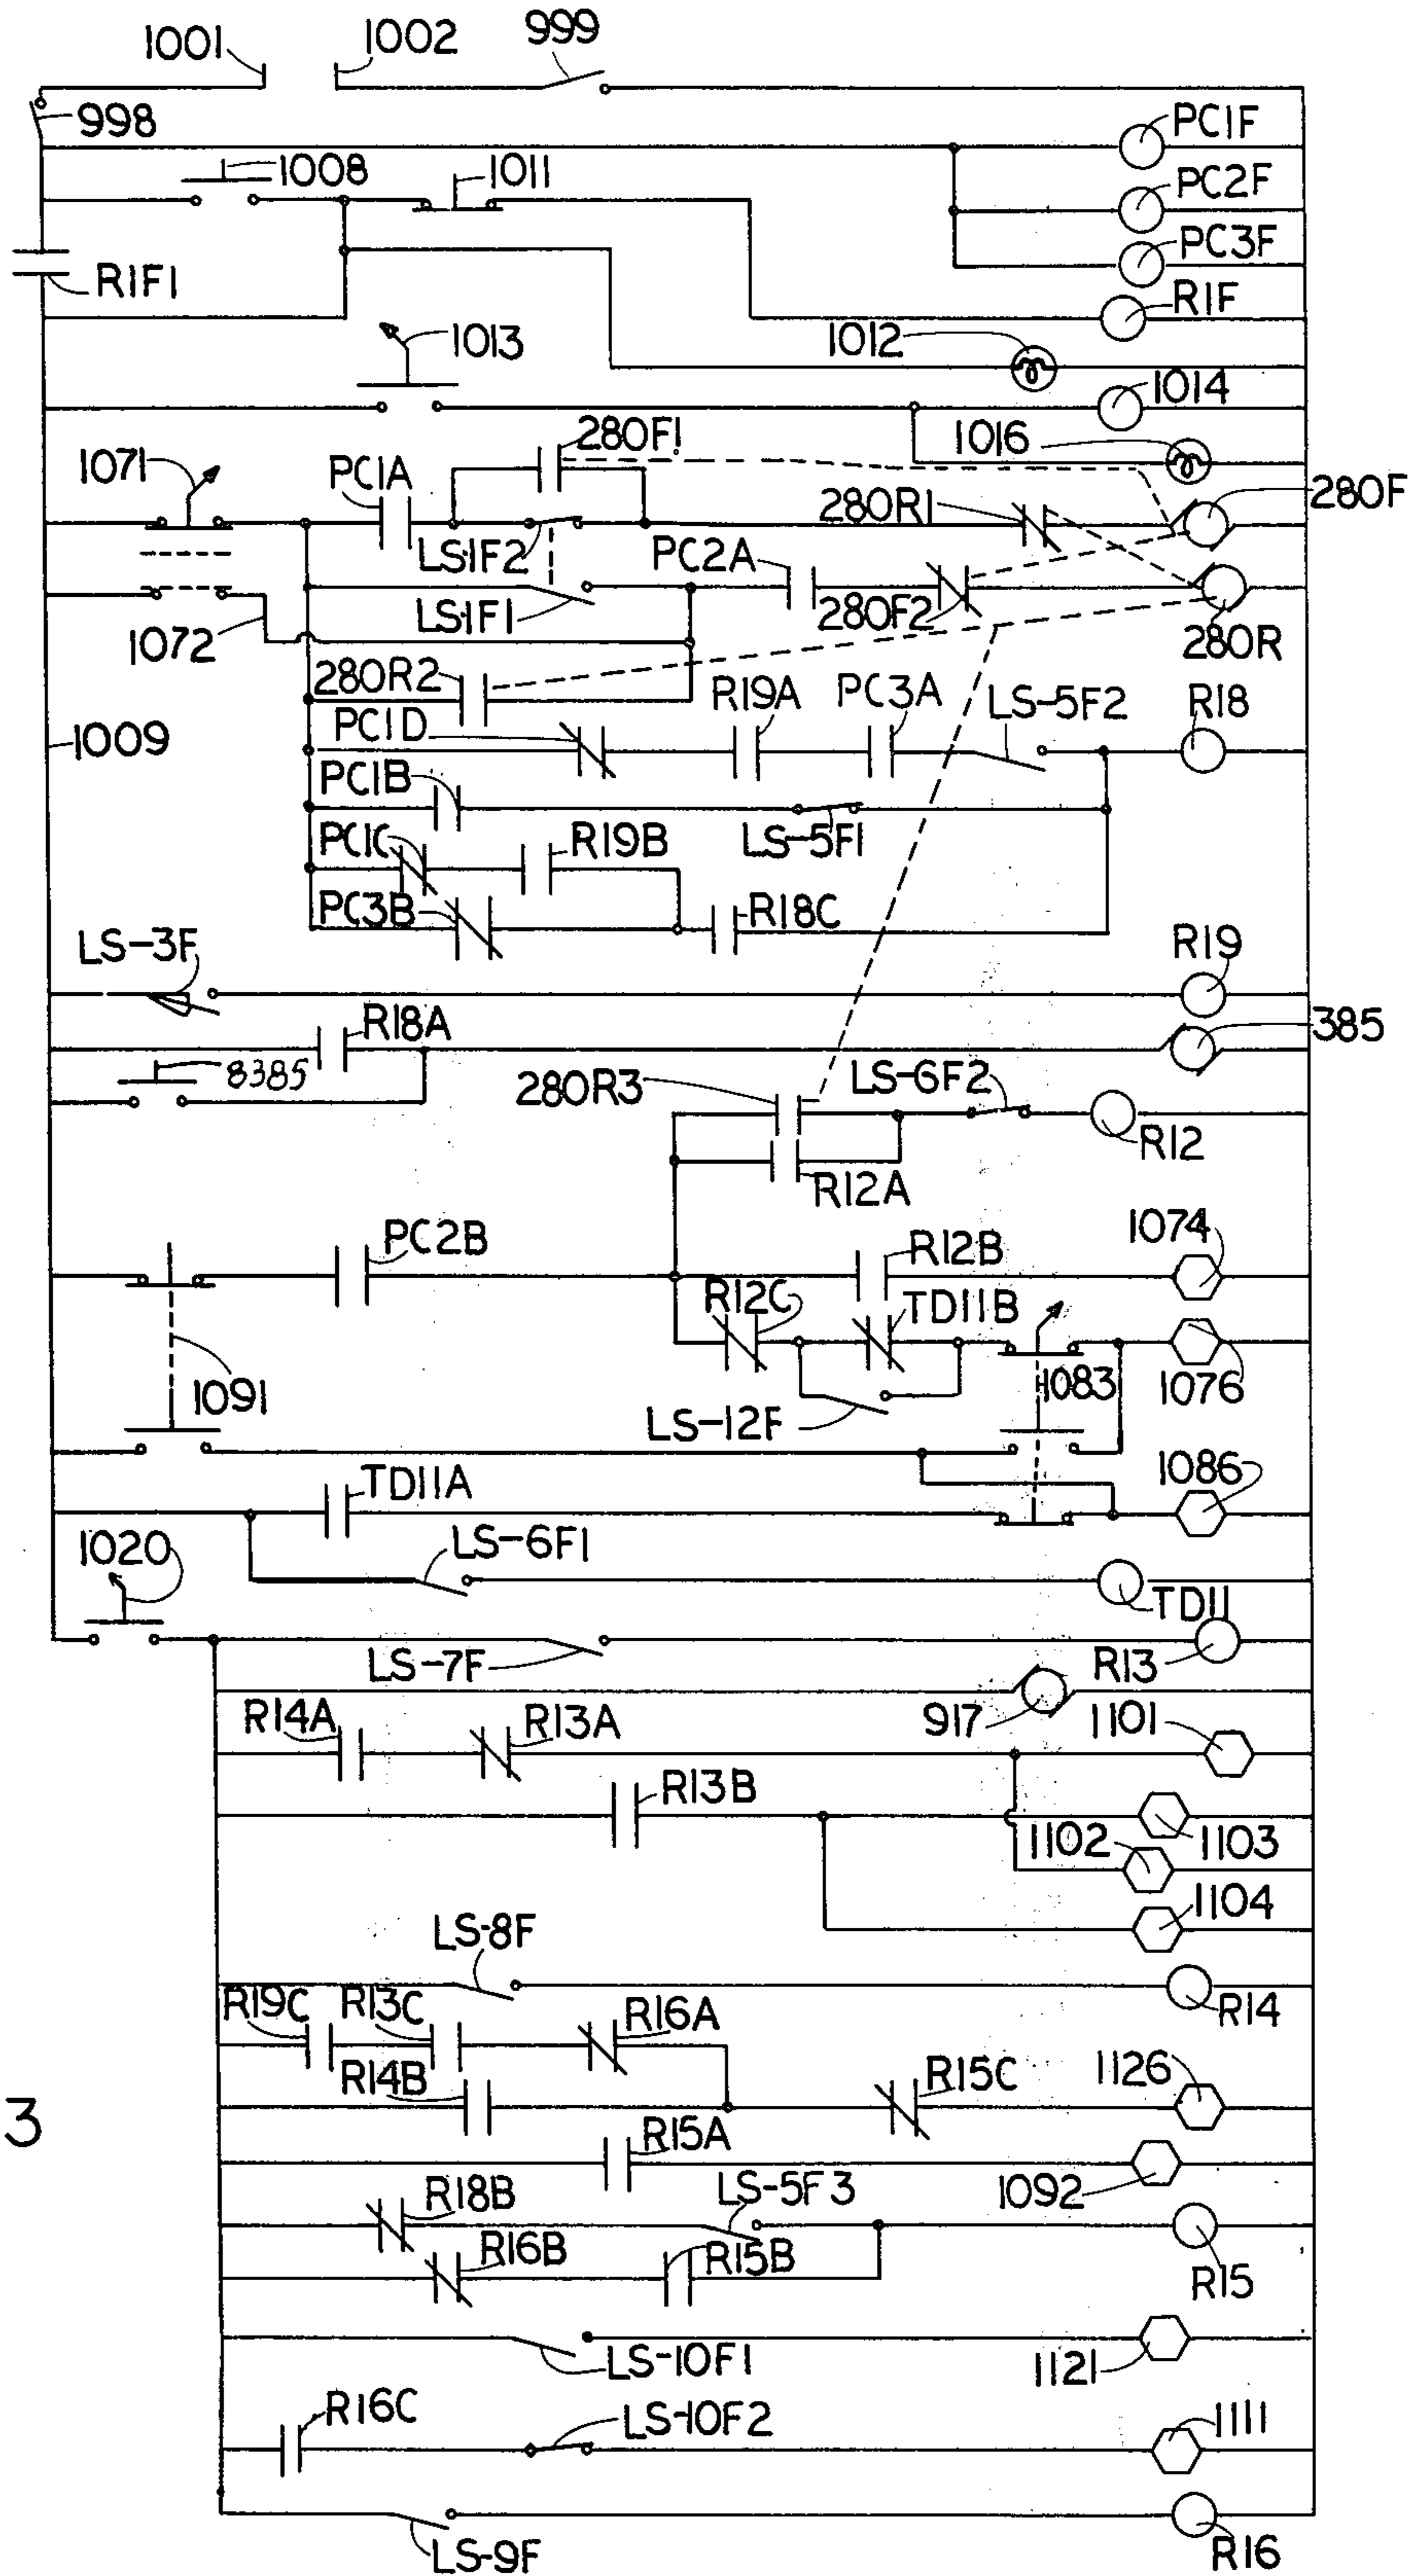 1001
1002
999
998
PC1F
1008
1011
PC2F
PC3F
R1F1
R1F
1013
1012
1014
1016
280F1
1071
PC1A
280R1
280F
LS1F2
PC2A
LS1F1
280F2
1072
280R
280R2
R19A
PC3A
LS-5F2
R18
PC1D
1009
PC1B
LS-5F1
PC1C
R19B
PC3B
R18C
LS-3F
R19
R18A
385
8385
280R3
LS-6F2
R12
R12A
PC2B
R12B
1074
R12C
TD11B
1091
1083
1076
LS-12F
TD11A
1086
1020
LS-6F1
TD11
LS-7F
R13
917
R14A
R13A
1101
R13B
1102
1103
1104
LS-8F
R14
R19C
R13C
R16A
R14B
R15C
1126
3
R15A
1092
R18B
LS-5F3
R16B
R15B
R15
LS-10F1
1121
R16C
LS-10F2
1111
LS-9F
R16